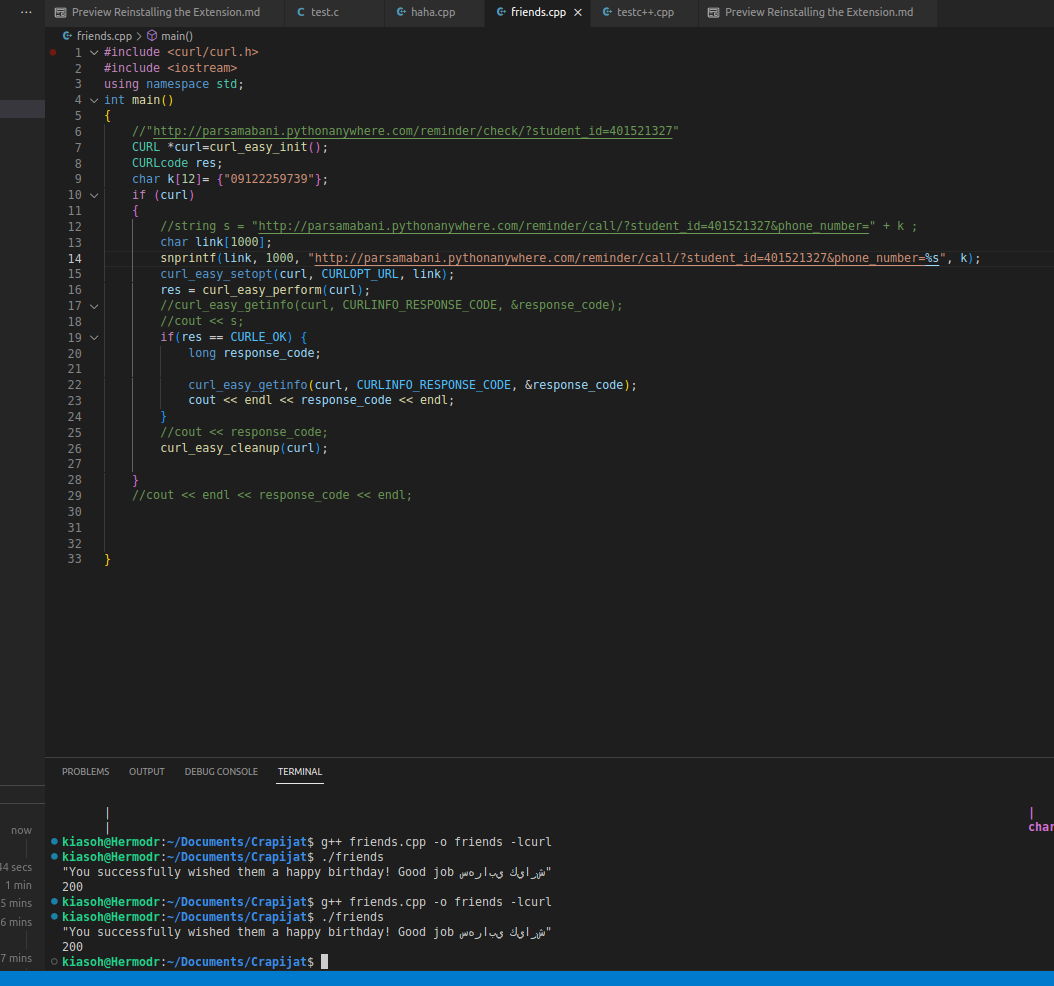 ··· Preview Reinstalling the Extension.md test.c haha.cpp friends.cpp × testc++.cpp Preview Reinstalling the Extension.md
friends.cpp > main()
1 #include <curl/curl.h>
2 #include <iostream>
3 using namespace std;
4 int main()
5 {
6 //"http://parsamabani.pythonanywhere.com/reminder/check/?student_id=401521327"
7 CURL *curl=curl_easy_init();
8 CURLcode res;
9 char k[12]= {"09122259739"};
10 if (curl)
11 {
12 //string s = "http://parsamabani.pythonanywhere.com/reminder/call/?student_id=401521327&phone_number=" + k ;
13 char link[1000];
14 snprintf(link, 1000, "http://parsamabani.pythonanywhere.com/reminder/call/?student_id=401521327&phone_number=%s", k);
15 curl_easy_setopt(curl, CURLOPT_URL, link);
16 res = curl_easy_perform(curl);
17 //curl_easy_getinfo(curl, CURLINFO_RESPONSE_CODE, &response_code);
18 //cout << s;
19 if(res == CURLE_OK) {
20 long response_code;
21
22 curl_easy_getinfo(curl, CURLINFO_RESPONSE_CODE, &response_code);
23 cout << endl << response_code << endl;
24 }
25 //cout << response_code;
26 curl_easy_cleanup(curl);
27
28 }
29 //cout << endl << response_code << endl;
30
31
32
33 }
PROBLEMS OUTPUT DEBUG CONSOLE TERMINAL
| |
| char
kiasoh@Hermodr:~/Documents/Crapijat$ g++ friends.cpp -o friends -lcurl
kiasoh@Hermodr:~/Documents/Crapijat$ ./friends
"You successfully wished them a happy birthday! Good job سهرابي كيارش"
200
kiasoh@Hermodr:~/Documents/Crapijat$ g++ friends.cpp -o friends -lcurl
kiasoh@Hermodr:~/Documents/Crapijat$ ./friends
"You successfully wished them a happy birthday! Good job سهرابي كيارش"
200
kiasoh@Hermodr:~/Documents/Crapijat$
now
44 secs
1 min
5 mins
6 mins
7 mins